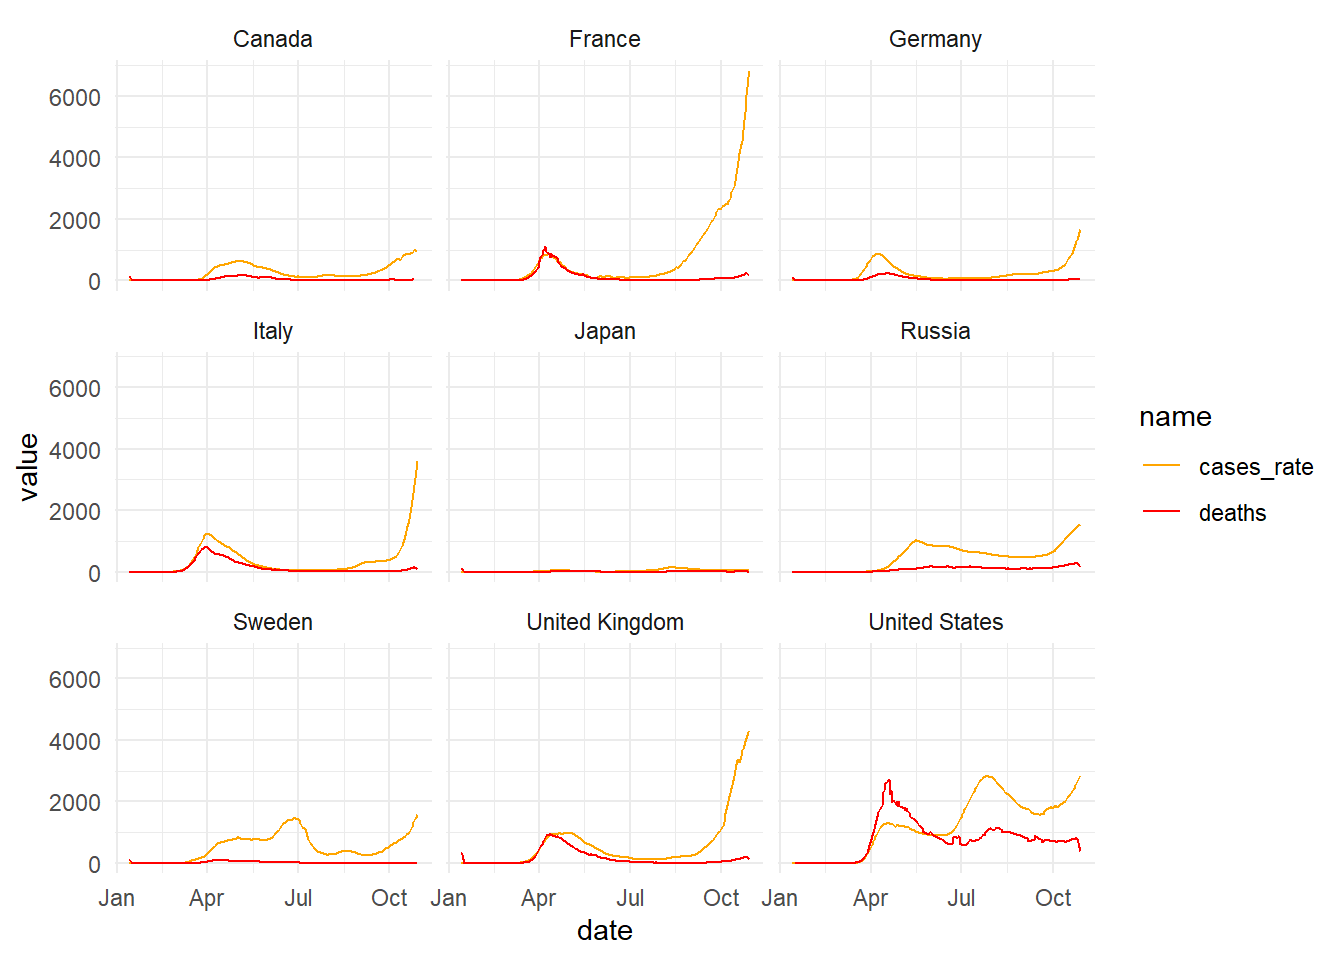 Canada France Germany
6000
4000
2000
0
Italy Japan Russia
6000
4000
2000
0
Sweden United Kingdom United States
6000
4000
2000
0
Jan Apr Jul Oct Jan Apr Jul Oct Jan Apr Jul Oct
date
value
name
cases_rate
deaths